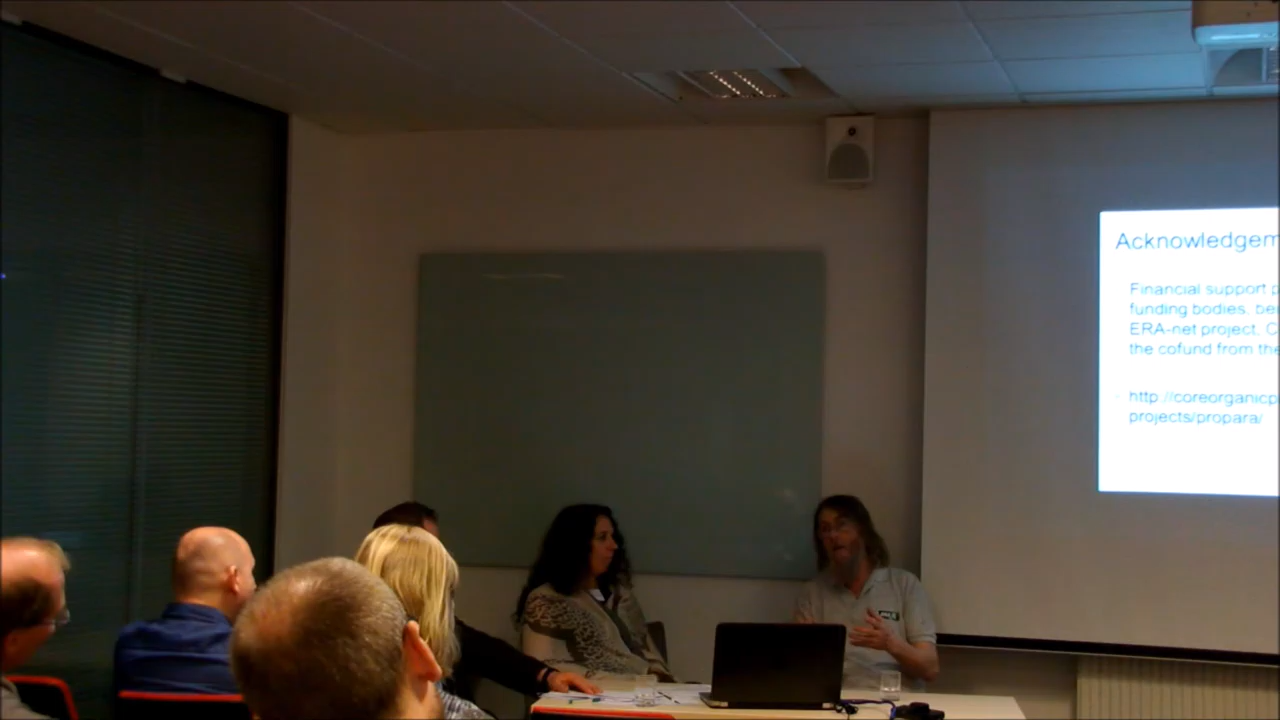 Acknowledgem
Financial support p
funding bodies, be
ERA-net project. C
the cofund from the
http://coreorganicp
projects/propara/